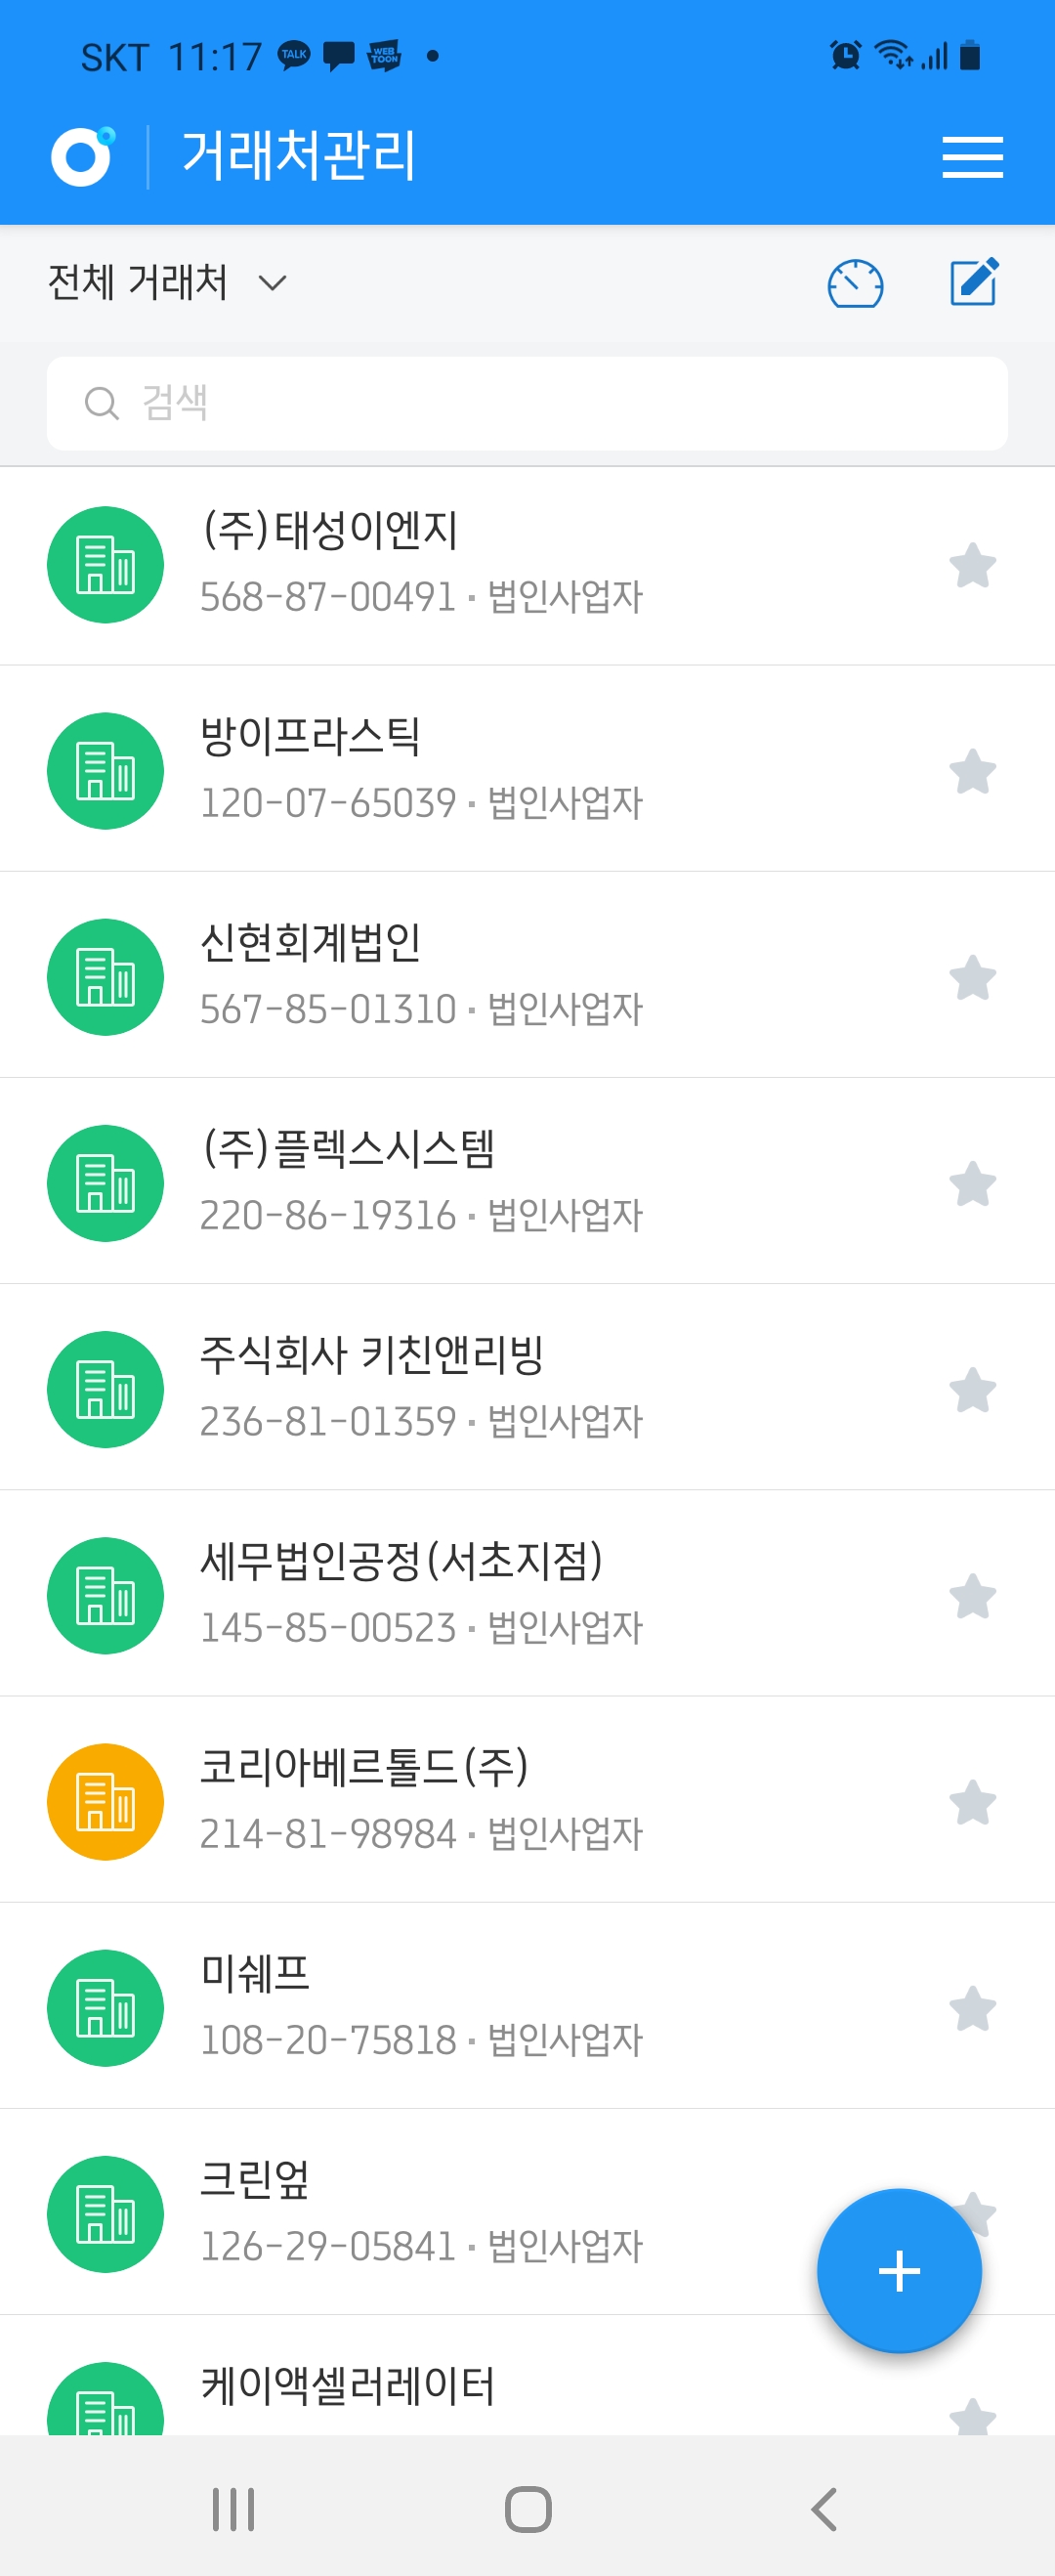 SKT 11:17 TALK WEB TOON
거래처관리
전체 거래처
검색
(주)태성이엔지
568-87-00491 · 법인사업자
방이프라스틱
120-07-65039 · 법인사업자
신현회계법인
567-85-01310 · 법인사업자
(주)플렉스시스템
220-86-19316 · 법인사업자
주식회사 키친앤리빙
236-81-01359 · 법인사업자
세무법인공정(서초지점)
145-85-00523 · 법인사업자
코리아베르톨드(주)
214-81-98984 · 법인사업자
미쉐프
108-20-75818 · 법인사업자
크린엎
126-29-05841 · 법인사업자
케이액셀러레이터